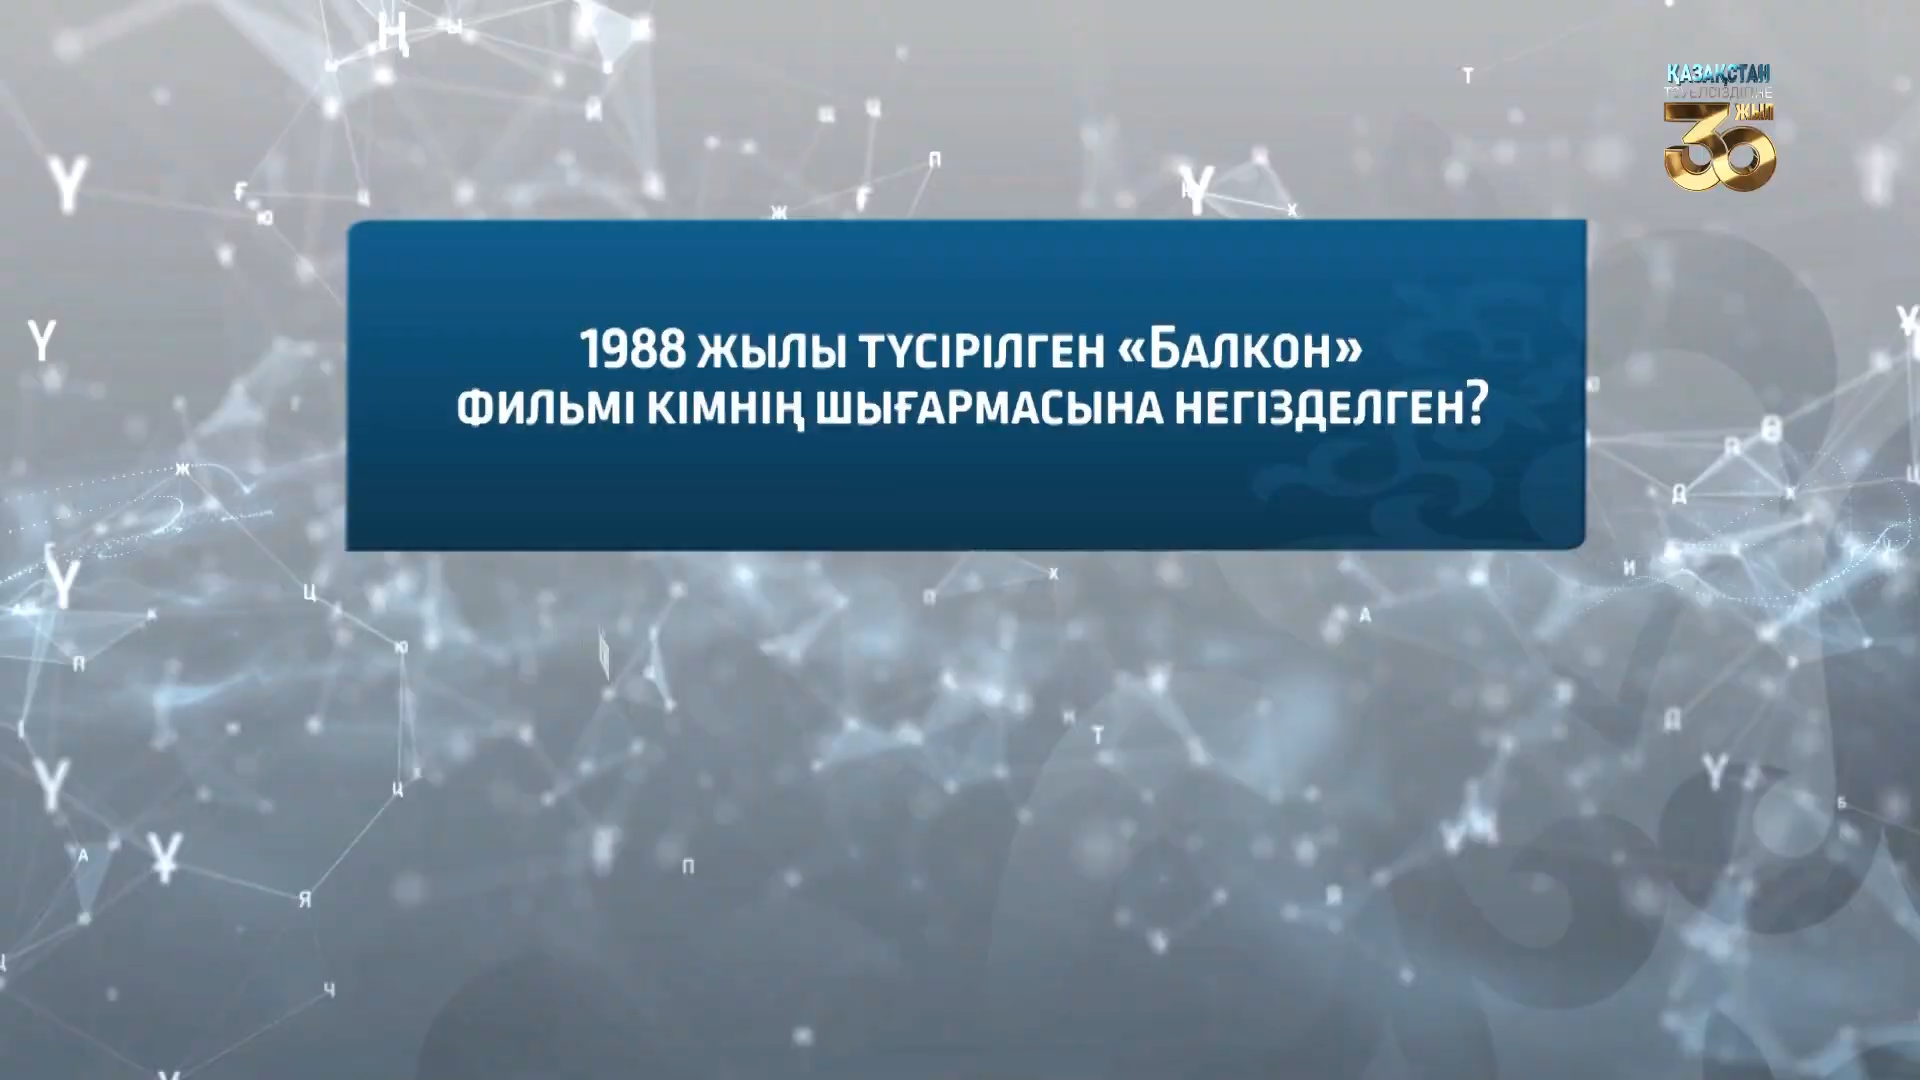 ҚАЗАҚСТАН
ТӘУЕЛСІЗДІГІНЕ
30 ЖЫЛ
1988 ЖЫЛЫ ТҮСІРІЛГЕН «БАЛКОН»
ФИЛЬМІ КІМНІҢ ШЫҒАРМАСЫНА НЕГІЗДЕЛГЕН?